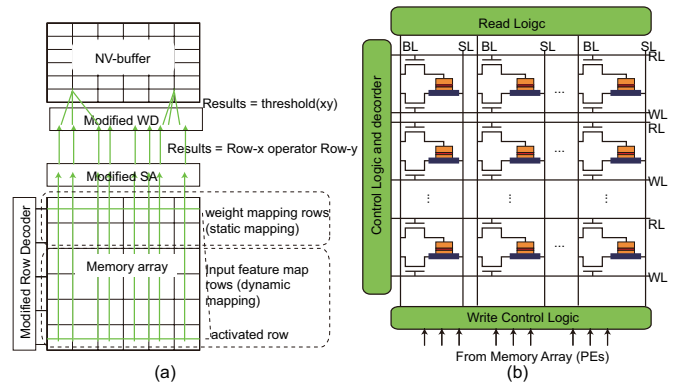 NV-buffer
Results = threshold(xy)
Modified WD
Results = Row-x operator Row-y
Modified SA
Modified Row Decoder
weight mapping rows
(static mapping)
Memory array
Input feature map
rows (dynamic
mapping)
activated row
(a)
Read Loigc
Control Logic and decorder
BL SL BL SL BL SL
RL
...
WL
RL
...
WL
... ... ...
RL
...
WL
Write Control Logic
From Memory Array (PEs)
(b)